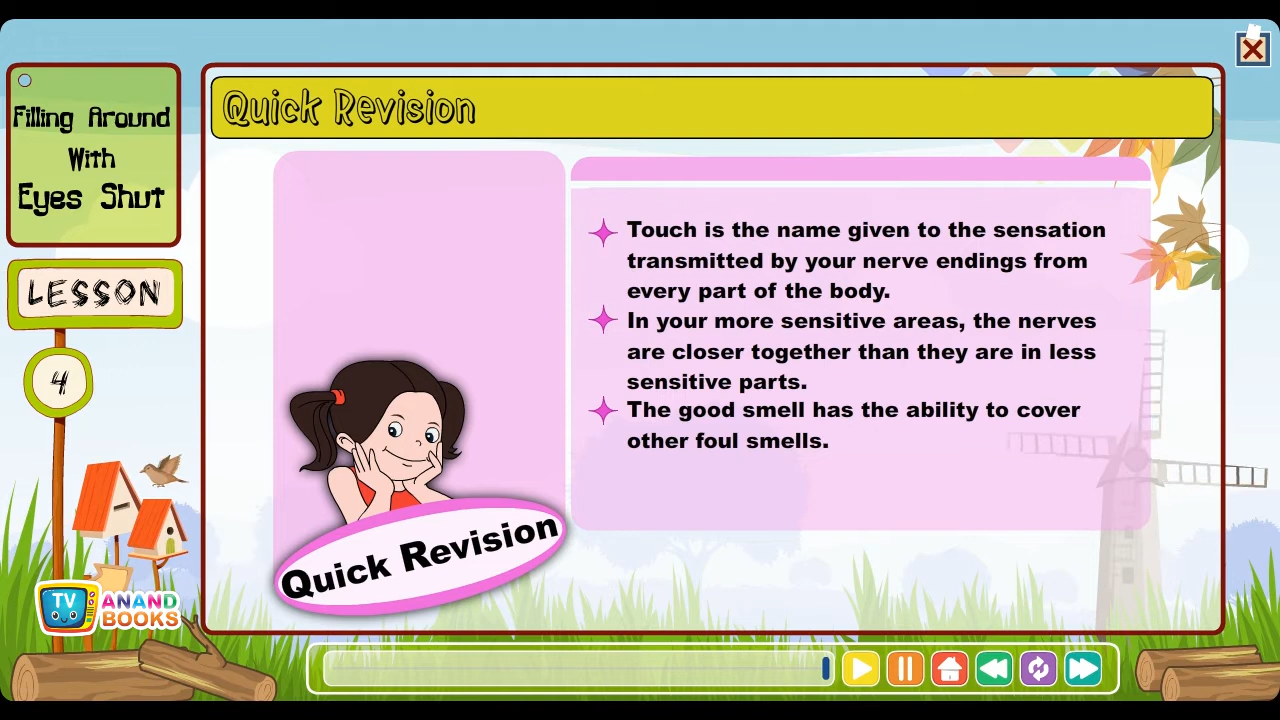 Filling Around
With
Eyes Shut
LESSON
4
Quick Revision
Touch is the name given to the sensation
transmitted by your nerve endings from
every part of the body.
In your more sensitive areas, the nerves
are closer together than they are in less
sensitive parts.
The good smell has the ability to cover
other foul smells.
Quick Revision
TV
ANAND
BOOKS